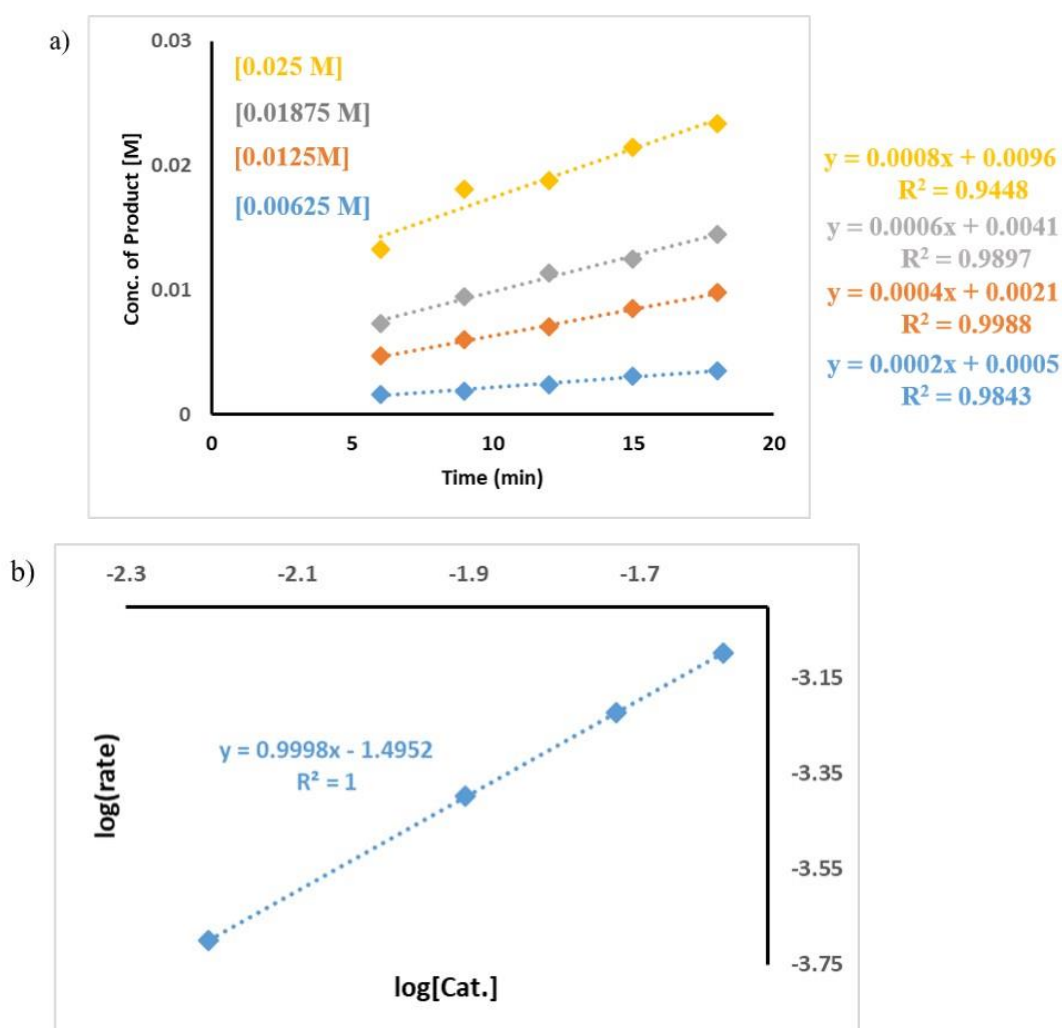 a)
0.03
0.02
0.01
0
[0.025 M]
[0.01875 M]
[0.0125M]
[0.00625 M]
Conc. of Product [M]
0 5 10 15 20
Time (min)
y = 0.0008x + 0.0096
R² = 0.9448
y = 0.0006x + 0.0041
R² = 0.9897
y = 0.0004x + 0.0021
R² = 0.9988
y = 0.0002x + 0.0005
R² = 0.9843
b)
-2.3 -2.1 -1.9 -1.7
-3.15
-3.35
-3.55
-3.75
log(rate)
y = 0.9998x - 1.4952
R² = 1
log[Cat.]